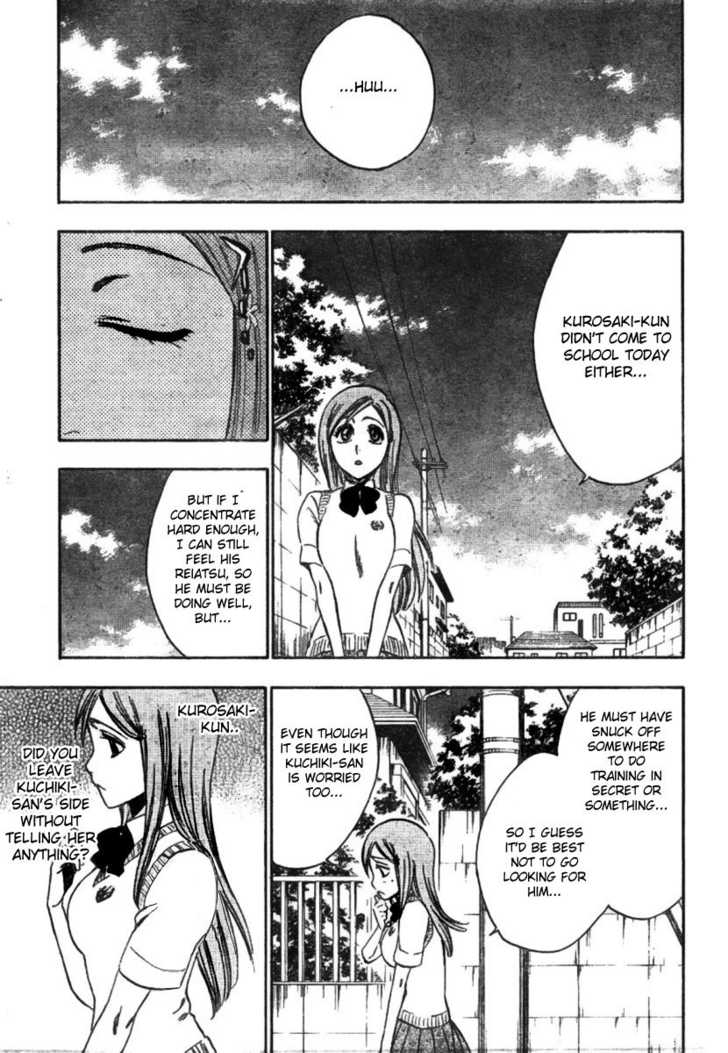 ...HUU...
KUROSAKI-KUN
DIDN'T COME TO
SCHOOL TODAY
EITHER...
BUT IF I
CONCENTRATE
HARD ENOUGH,
I CAN STILL
FEEL HIS
REIATSU, SO
HE MUST BE
DOING WELL,
BUT...
HE MUST HAVE
SNUCK OFF
SOMEWHERE
TO DO
TRAINING IN
SECRET OR
SOMETHING...
SO I GUESS
IT'D BE BEST
NOT TO GO
LOOKING FOR
HIM...
EVEN THOUGH
IT SEEMS LIKE
KUCHIKI-SAN
IS WORRIED
TOO...
KUROSAKI-
KUN..
DID YOU
LEAVE
KUCHIKI-
SAN'S SIDE
WITHOUT
TELLING HER
ANYTHING?